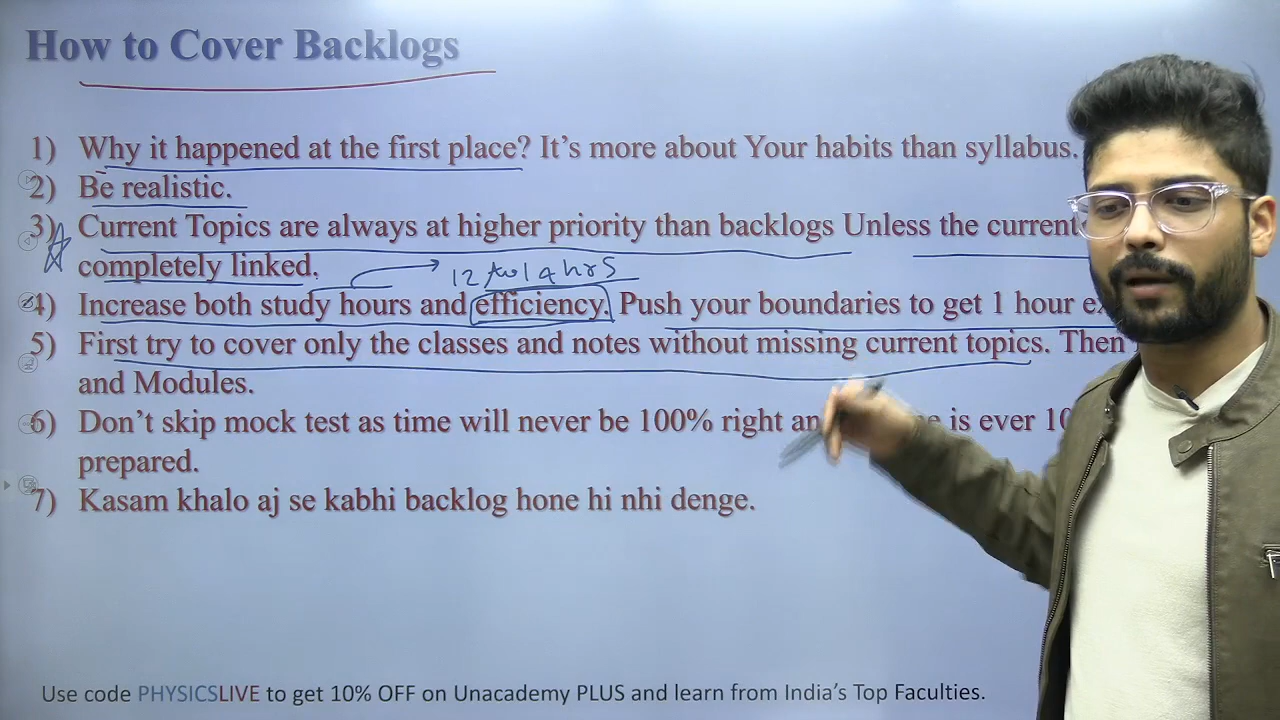 How to Cover Backlogs
1) Why it happened at the first place? It’s more about Your habits than syllabus.
2) Be realistic.
3) Current Topics are always at higher priority than backlogs Unless the current
completely linked.
12 to 14 hrs
4) Increase both study hours and efficiency. Push your boundaries to get 1 hour
5) First try to cover only the classes and notes without missing current topics. Then
and Modules.
6) Don’t skip mock test as time will never be 100% right is ever
prepared.
7) Kasam khalo aj se kabhi backlog hone hi nhi denge.
Use code PHYSICSLIVE to get 10% OFF on Unacademy PLUS and learn from India’s Top Faculties.